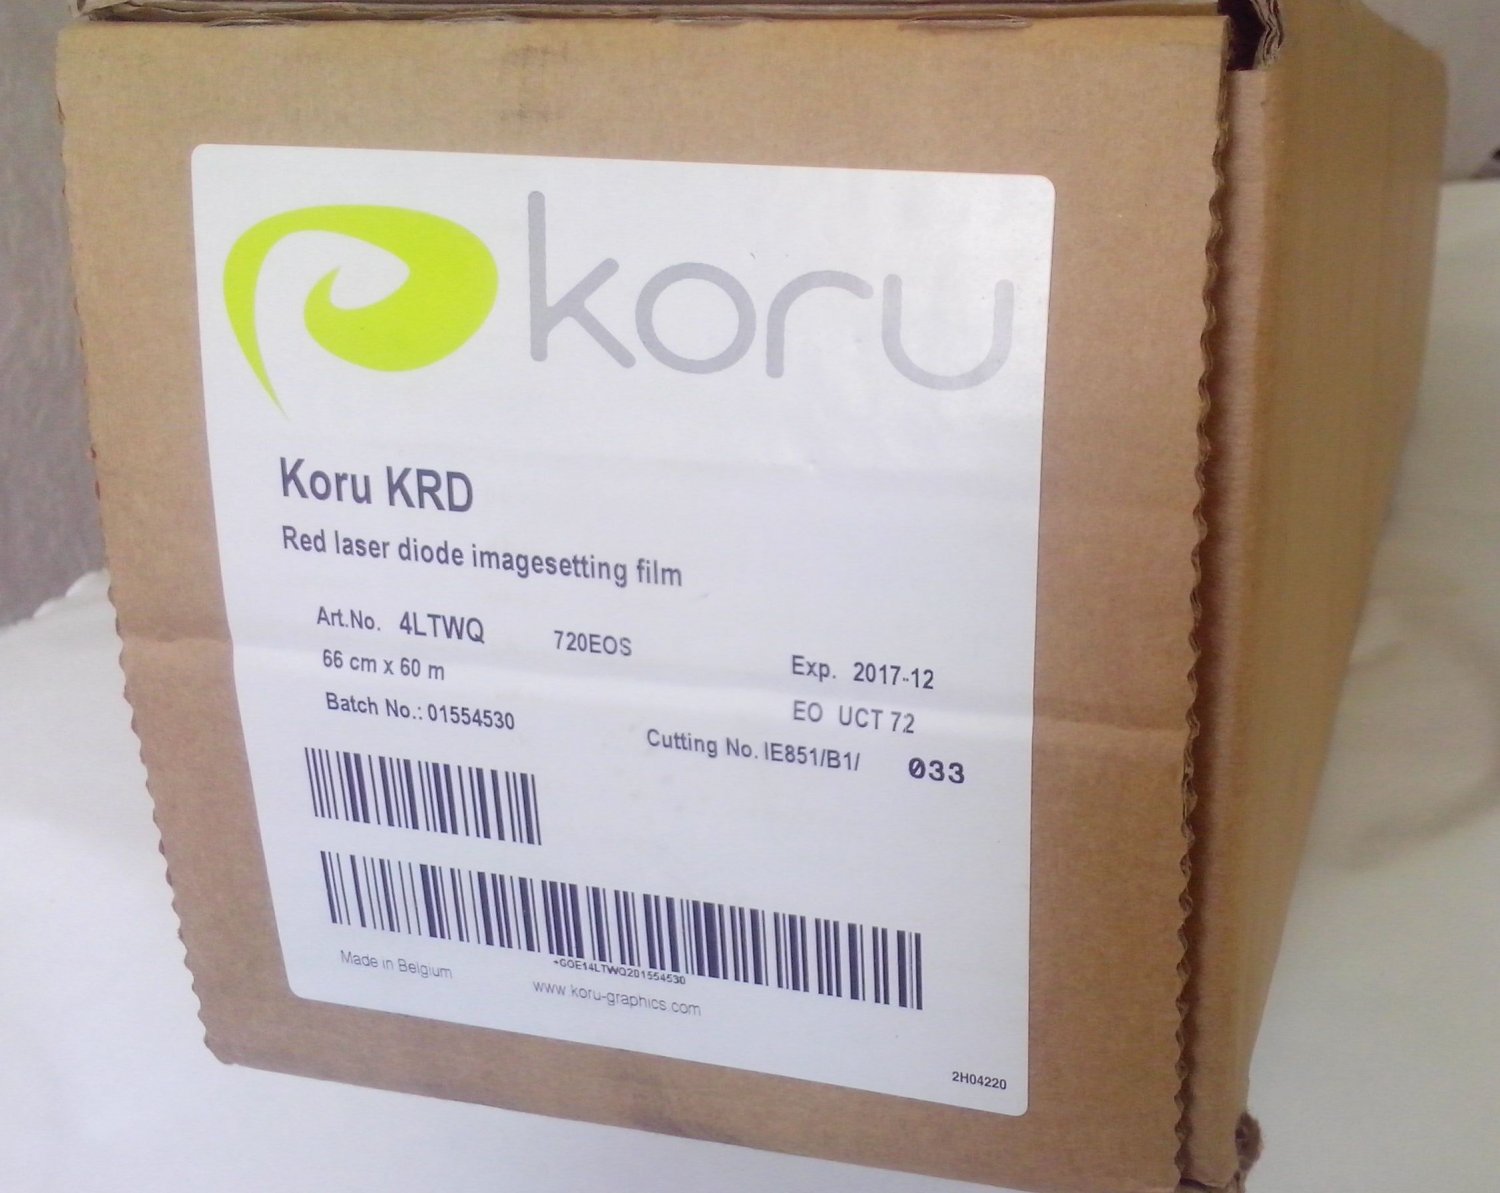 koru
Koru KRD
Red laser diode imagesetting film
Art.No. 4LTWQ 720EOS
66 cm x 60 m Exp. 2017-12
Batch No.: 01554530 EO UCT 72
Cutting No. IE851/B1/ 033
+GOE14LTWQ201554530
Made in Belgium
www.koru-graphics.com
2H04220